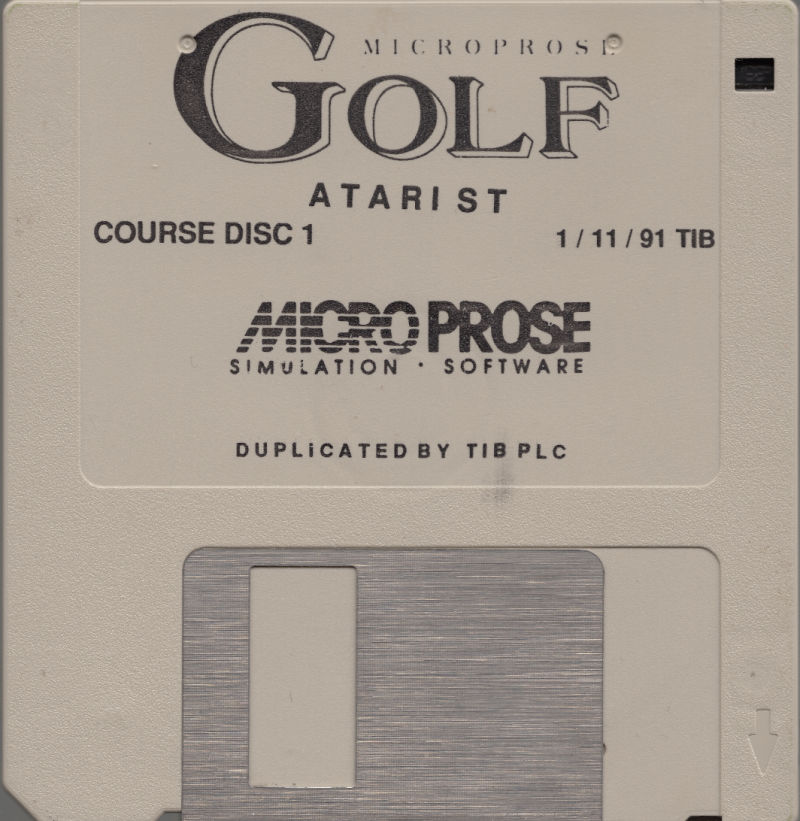 MICROPROSE
GOLF
ATARI ST
COURSE DISC 1
1 / 11 / 91 TIB
MICROPROSE
SIMULATION · SOFTWARE
DUPLiCATED BY TIB PLC